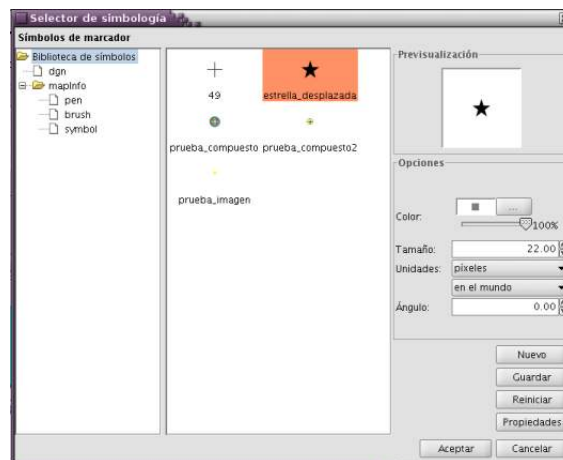 Selector de simbología
Símbolos de marcador
Biblioteca de símbolos
dgn
mapInfo
pen
brush
symbol
49
estrella_desplazada
prueba_compuesto
prueba_compuesto2
prueba_imagen
Previsualización
Opciones
Color:
...
100%
Tamaño:
22.00
Unidades:
píxeles
en el mundo
Ángulo:
0.00
Nuevo
Guardar
Reiniciar
Propiedades
Aceptar
Cancelar